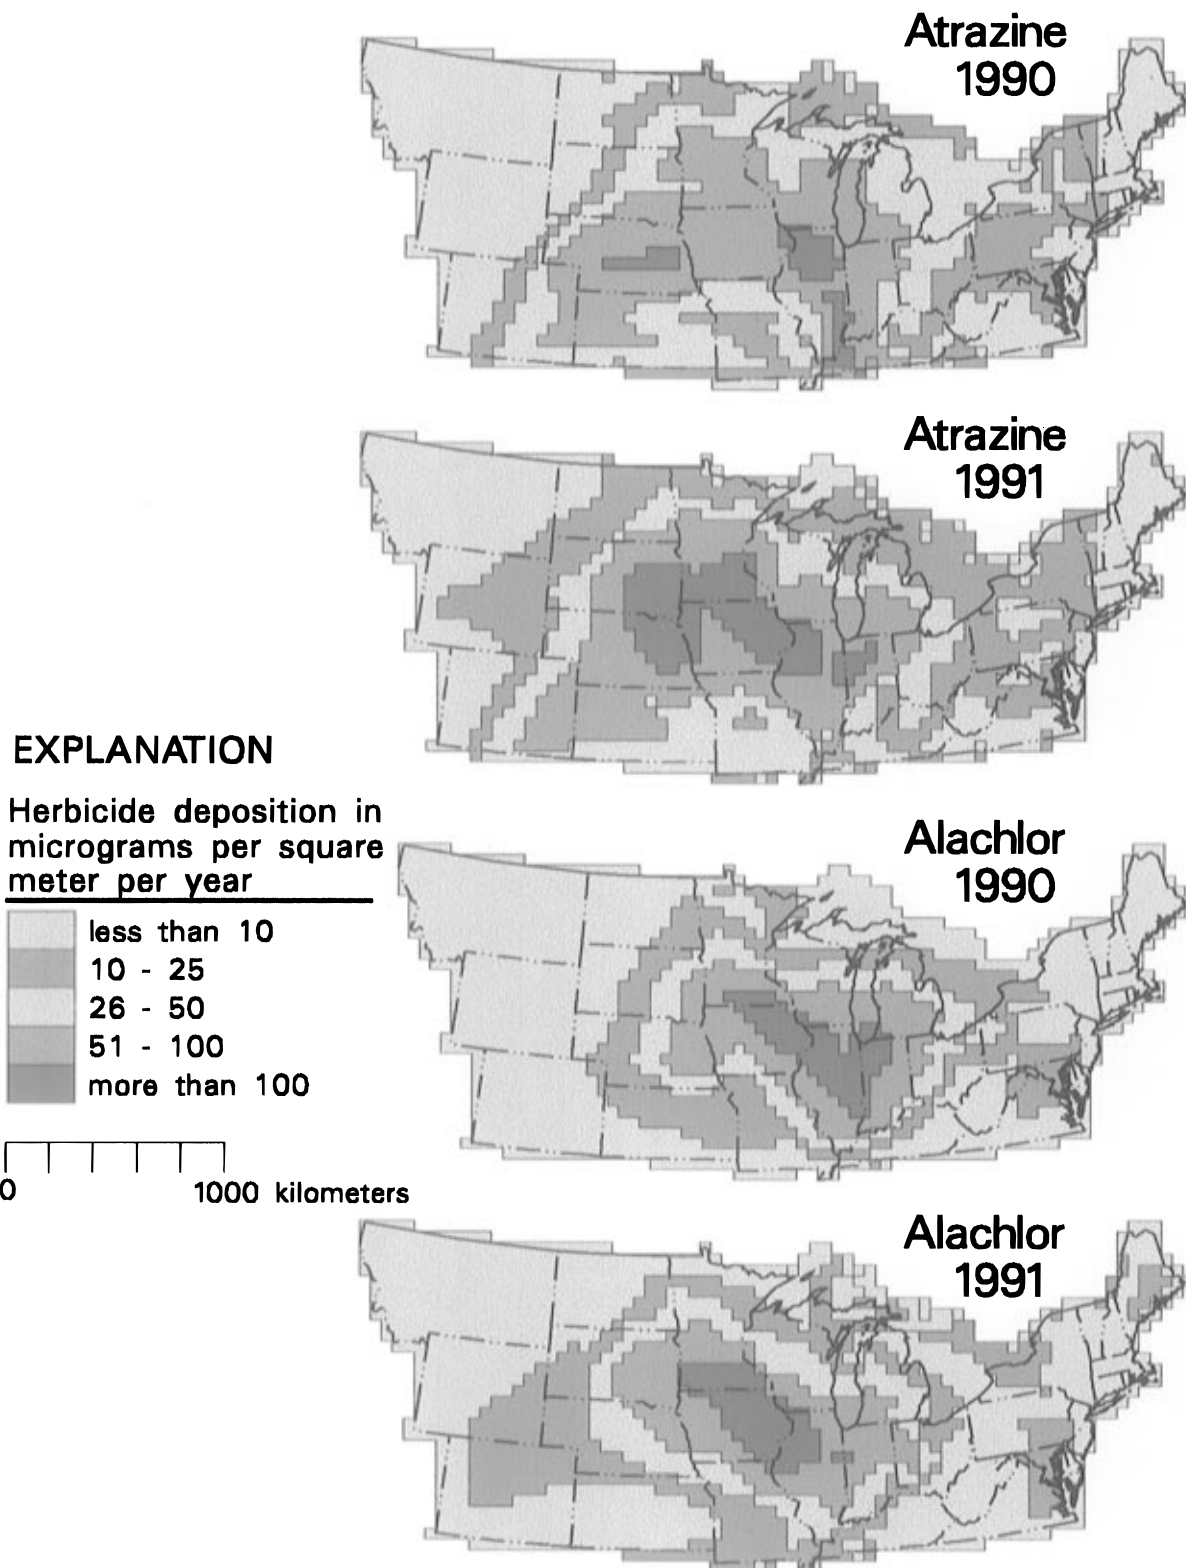 Atrazine
1990
Atrazine
1991
EXPLANATION
Herbicide deposition in
micrograms per square
meter per year
less than 10
10 - 25
26 - 50
51 - 100
more than 100
0 1000 kilometers
Alachlor
1990
Alachlor
1991